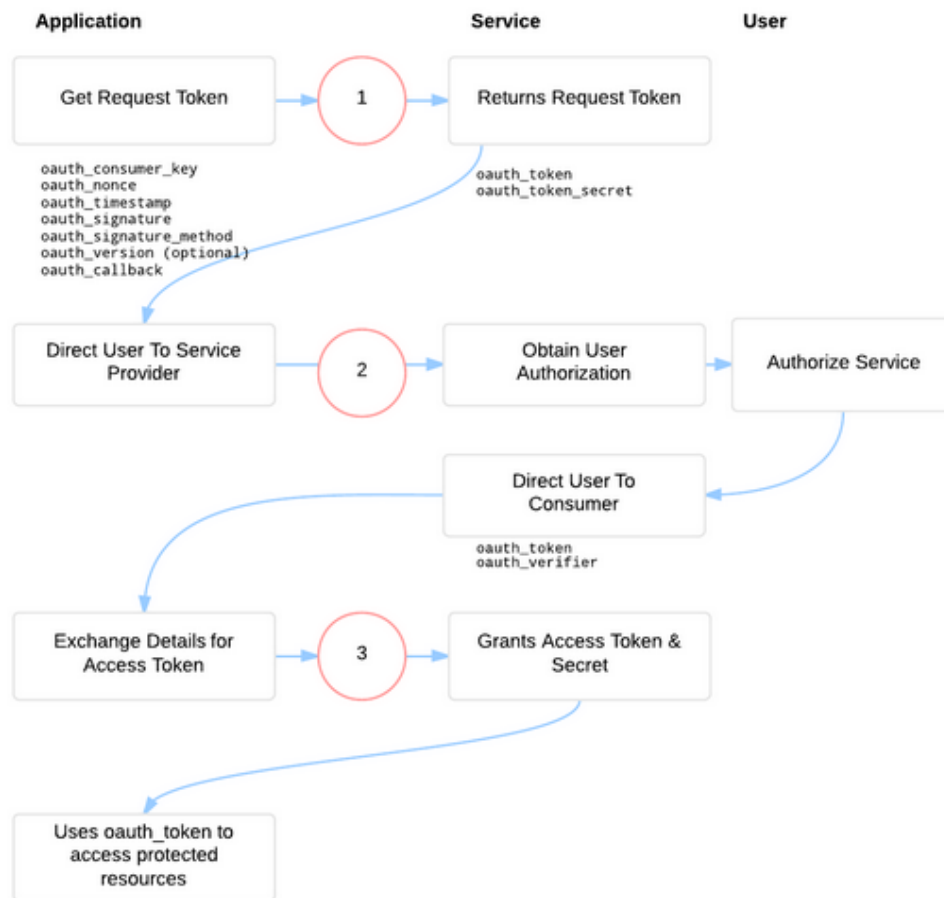 Application
Service
User
Get Request Token
1
Returns Request Token
oauth_consumer_key
oauth_nonce
oauth_timestamp
oauth_signature
oauth_signature_method
oauth_version (optional)
oauth_callback
oauth_token
oauth_token_secret
Direct User To Service
Provider
2
Obtain User
Authorization
Authorize Service
Direct User To
Consumer
oauth_token
oauth_verifier
Exchange Details for
Access Token
3
Grants Access Token &
Secret
Uses oauth_token to
access protected
resources